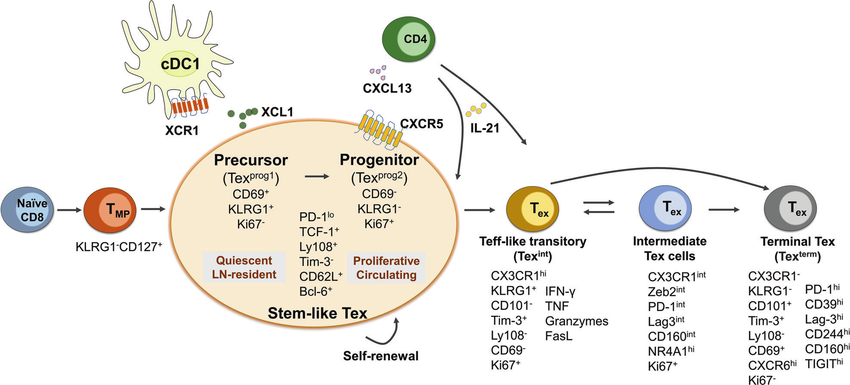 cDC1
XCR1
XCL1
CD4
CXCL13
CXCR5
IL-21
Naïve
CD8
T_MP
KLRG1⁻CD127⁺
Precursor
(Tex^prog1)
CD69⁺
KLRG1⁺
Ki67⁻
Progenitor
(Tex^prog2)
CD69⁻
KLRG1⁻
Ki67⁺
PD-1^lo
TCF-1⁺
Ly108⁺
Tim-3⁻
CD62L⁺
Bcl-6⁺
Quiescent
LN-resident
Proliferative
Circulating
Stem-like Tex
Self-renewal
T_ex
Teff-like transitory
(Tex^int)
CX3CR1^hi
KLRG1⁺
CD101⁻
Tim-3⁺
Ly108⁻
CD69⁻
Ki67⁺
IFN-γ
TNF
Granzymes
FasL
T_ex
Intermediate
Tex cells
CX3CR1^int
Zeb2^int
PD-1^int
Lag3^int
CD160^int
NR4A1^hi
Ki67⁺
T_ex
Terminal Tex
(Tex^term)
CX3CR1⁻
KLRG1⁻
CD101⁺
Tim-3⁺
Ly108⁻
CD69⁺
CXCR6^hi
Ki67⁻
PD-1^hi
CD39^hi
Lag-3^hi
CD244^hi
CD160^hi
TIGIT^hi